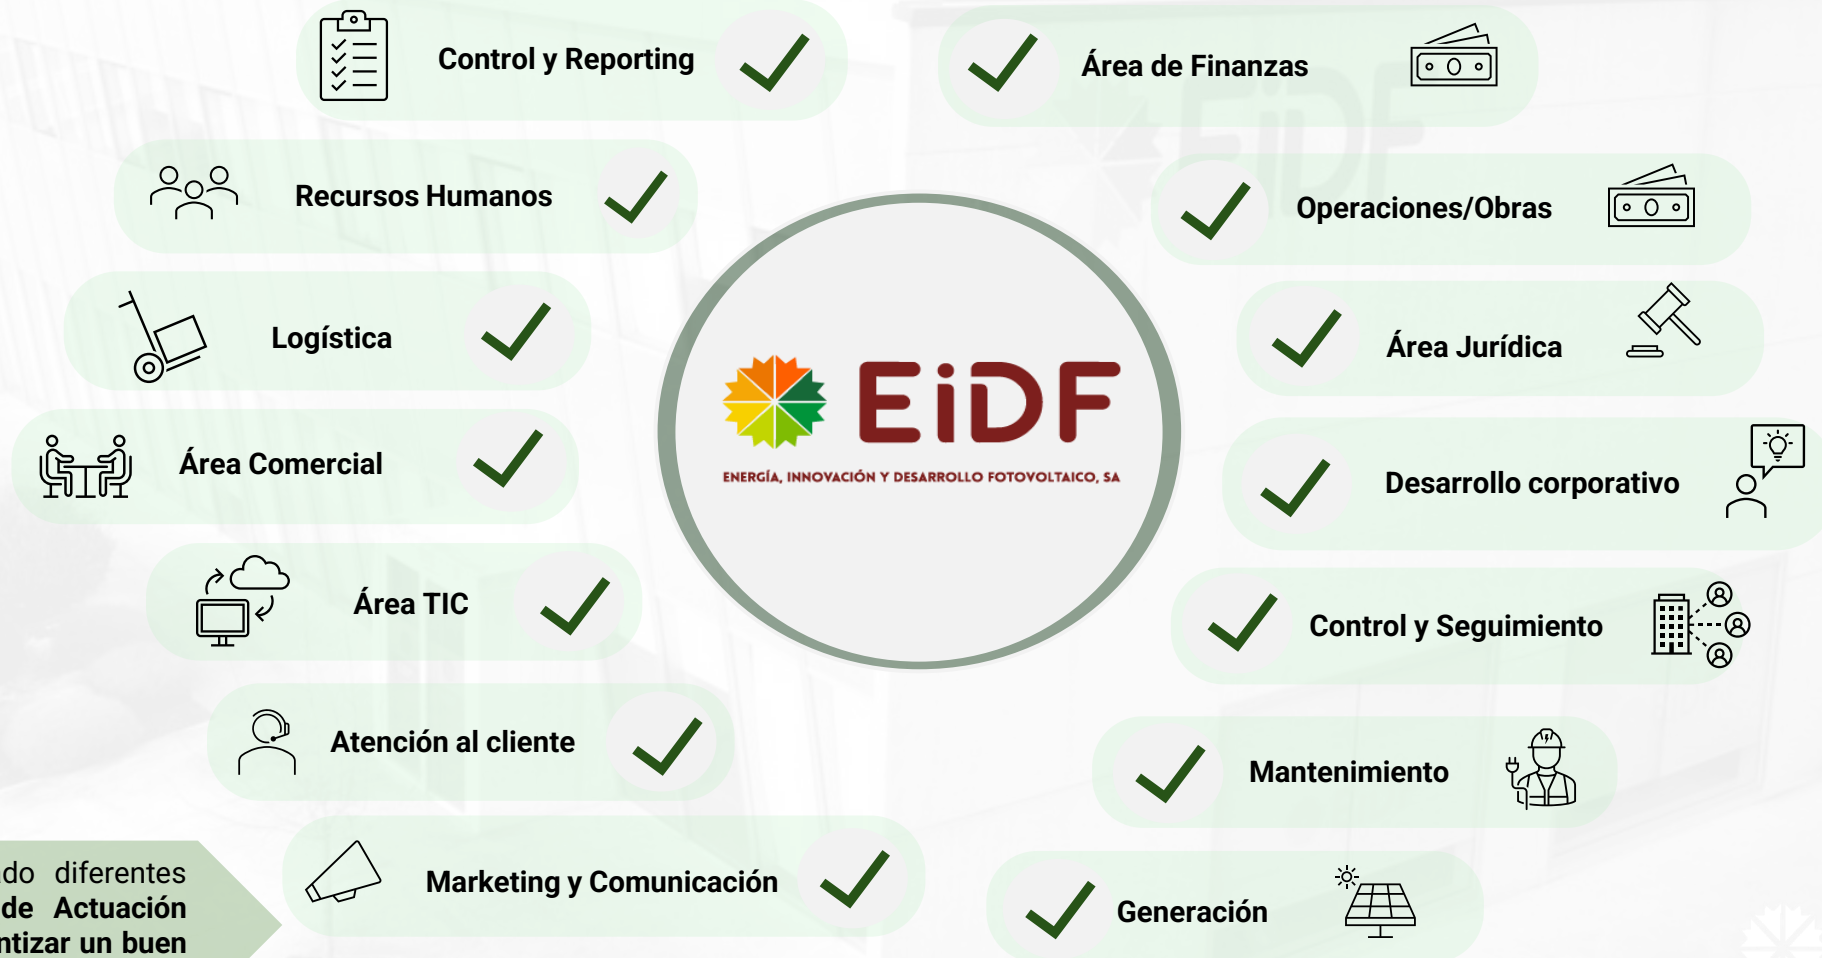 Control y Reporting
Recursos Humanos
Logística
Área Comercial
Área TIC
Atención al cliente
Marketing y Comunicación
EiDF
ENERGÍA, INNOVACIÓN Y DESARROLLO FOTOVOLTAICO, SA
Área de Finanzas
Operaciones/Obras
Área Jurídica
Desarrollo corporativo
Control y Seguimiento
Mantenimiento
Generación
diferentes
de Actuación
un buen
EiDF